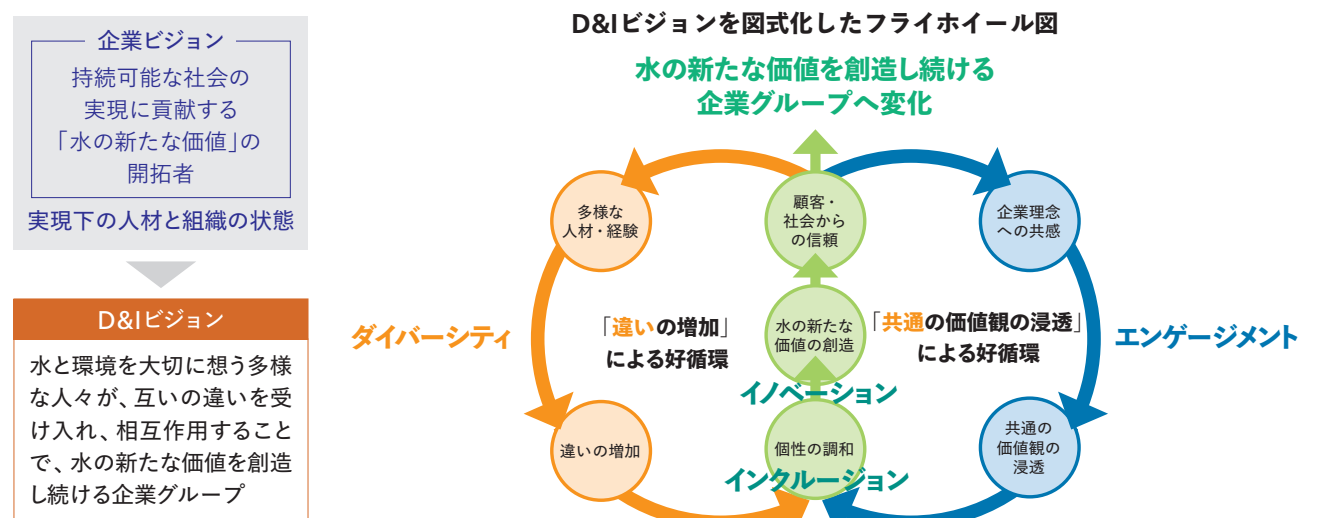 企業ビジョン
持続可能な社会の
実現に貢献する
「水の新たな価値」の
開拓者
実現下の人材と組織の状態
D&Iビジョン
水と環境を大切に想う多様
な人々が、互いの違いを受
け入れ、相互作用すること
で、水の新たな価値を創造
し続ける企業グループ
D&Iビジョンを図式化したフライホイール図
水の新たな価値を創造し続ける
企業グループへ変化
多様な
人材・経験
顧客・
社会から
の信頼
企業理念
への共感
ダイバーシティ
「違いの増加」
による好循環
水の新たな
価値の創造
「共通の価値観の浸透」
による好循環
エンゲージメント
イノベーション
違いの増加
個性の調和
共通の
価値観の
浸透
インクルージョン